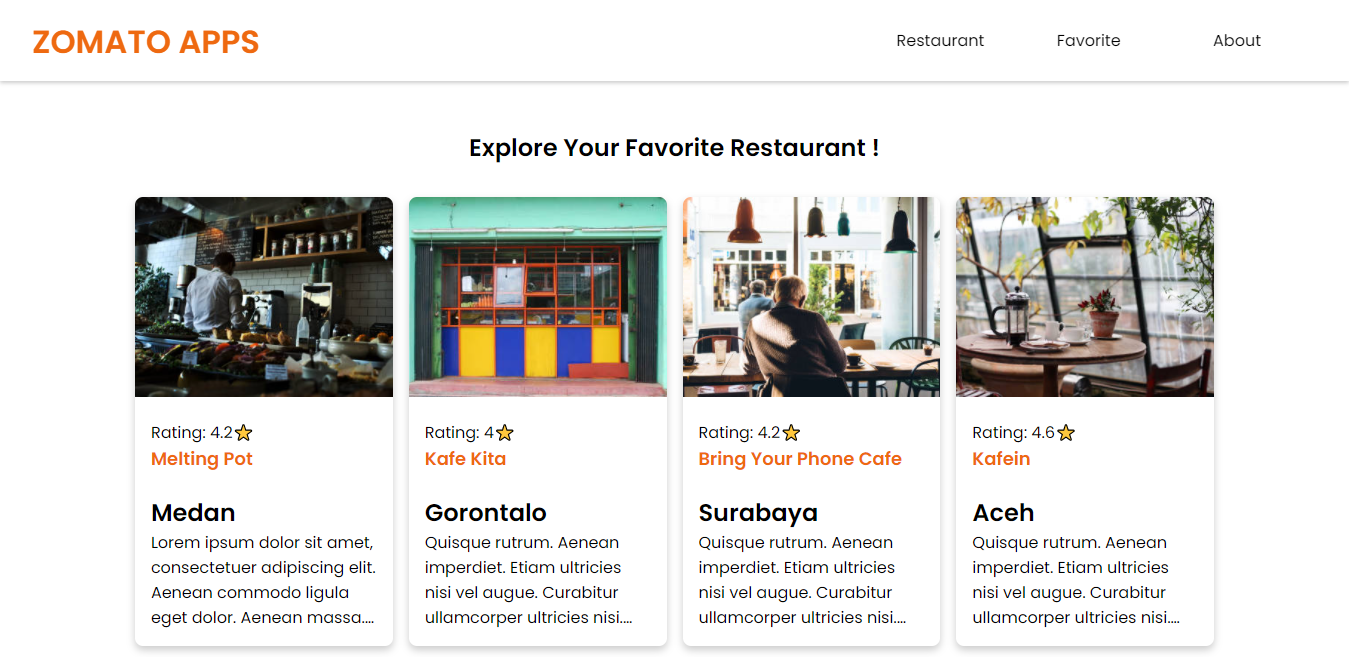 ZOMATO APPS
Restaurant
Favorite
About
Explore Your Favorite Restaurant !
Rating: 4.2⭐
Melting Pot
Medan
Lorem ipsum dolor sit amet,
consectetuer adipiscing elit.
Aenean commodo ligula
eget dolor. Aenean massa....
Rating: 4⭐
Kafe Kita
Gorontalo
Quisque rutrum. Aenean
imperdiet. Etiam ultricies
nisi vel augue. Curabitur
ullamcorper ultricies nisi....
Rating: 4.2⭐
Bring Your Phone Cafe
Surabaya
Quisque rutrum. Aenean
imperdiet. Etiam ultricies
nisi vel augue. Curabitur
ullamcorper ultricies nisi....
Rating: 4.6⭐
Kafein
Aceh
Quisque rutrum. Aenean
imperdiet. Etiam ultricies
nisi vel augue. Curabitur
ullamcorper ultricies nisi....